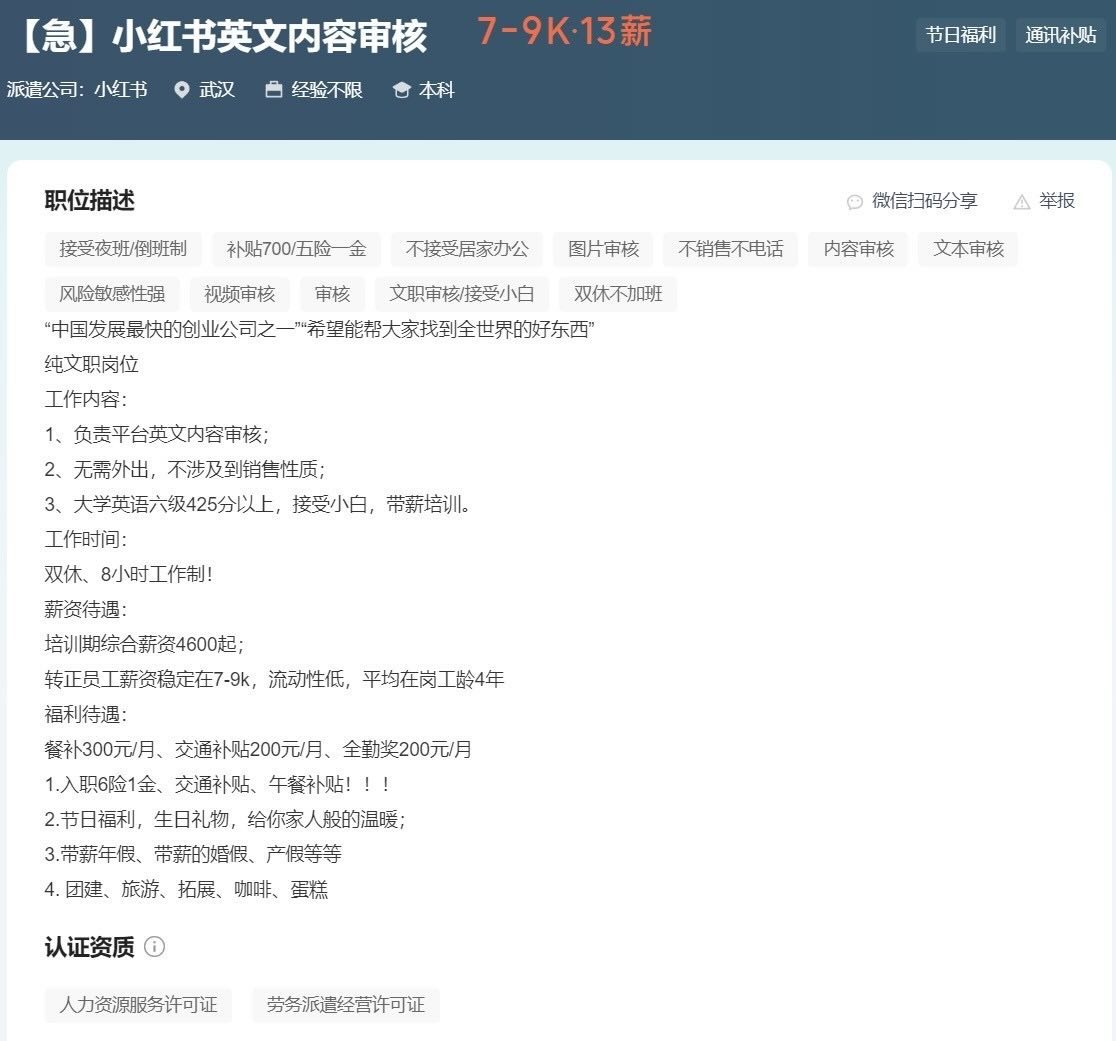 【急】小红书英文内容审核 7-9K·13薪 节日福利 通讯补贴
派遣公司：小红书 武汉 经验不限 本科
职位描述 微信扫码分享 举报
接受夜班/倒班制 补贴700/五险一金 不接受居家办公 图片审核 不销售不电话 内容审核 文本审核
风险敏感性强 视频审核 审核 文职审核/接受小白 双休不加班
“中国发展最快的创业公司之一”“希望能帮大家找到全世界的好东西”
纯文职岗位
工作内容：
1、负责平台英文内容审核；
2、无需外出，不涉及到销售性质；
3、大学英语六级425分以上，接受小白，带薪培训。
工作时间：
双休、8小时工作制！
薪资待遇：
培训期综合薪资4600起；
转正员工薪资稳定在7-9k，流动性低，平均在岗工龄4年
福利待遇：
餐补300元/月、交通补贴200元/月、全勤奖200元/月
1.入职6险1金、交通补贴、午餐补贴！！！
2.节日福利，生日礼物，给你家人般的温暖；
3.带薪年假、带薪的婚假、产假等等
4. 团建、旅游、拓展、咖啡、蛋糕
认证资质
人力资源服务许可证 劳务派遣经营许可证